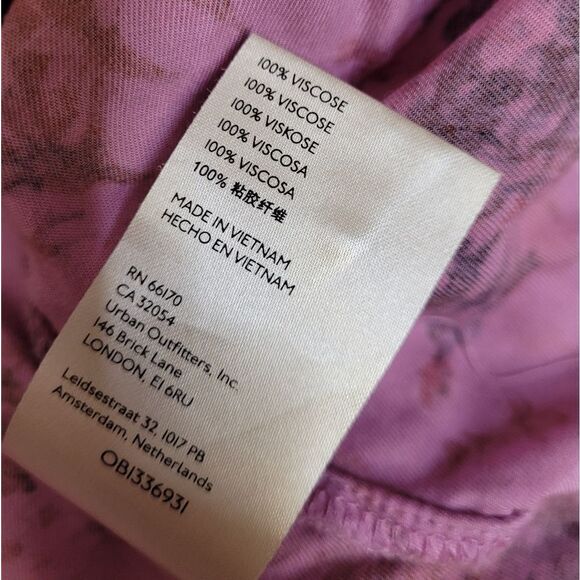 100% VISCOSE
100% VISCOSE
100% VISKOSE
100% VISCOSA
100% VISCOSA
100% 粘胶纤维
MADE IN VIETNAM
HECHO EN VIETNAM
RN 66170
CA 32054
Urban Outfitters, Inc.
146 Brick Lane
LONDON, E1 6RU
Leidsestraat 32, 1017 PB
Amsterdam, Netherlands
OB1336931